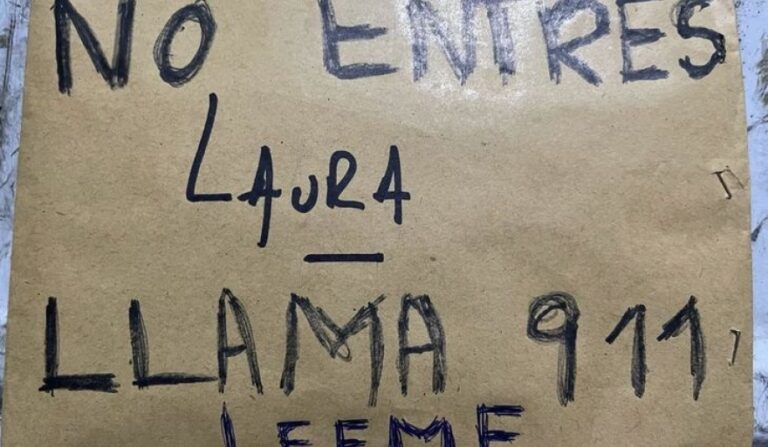 NO ENTRES
LAURA
LLAMA 911
LEEME